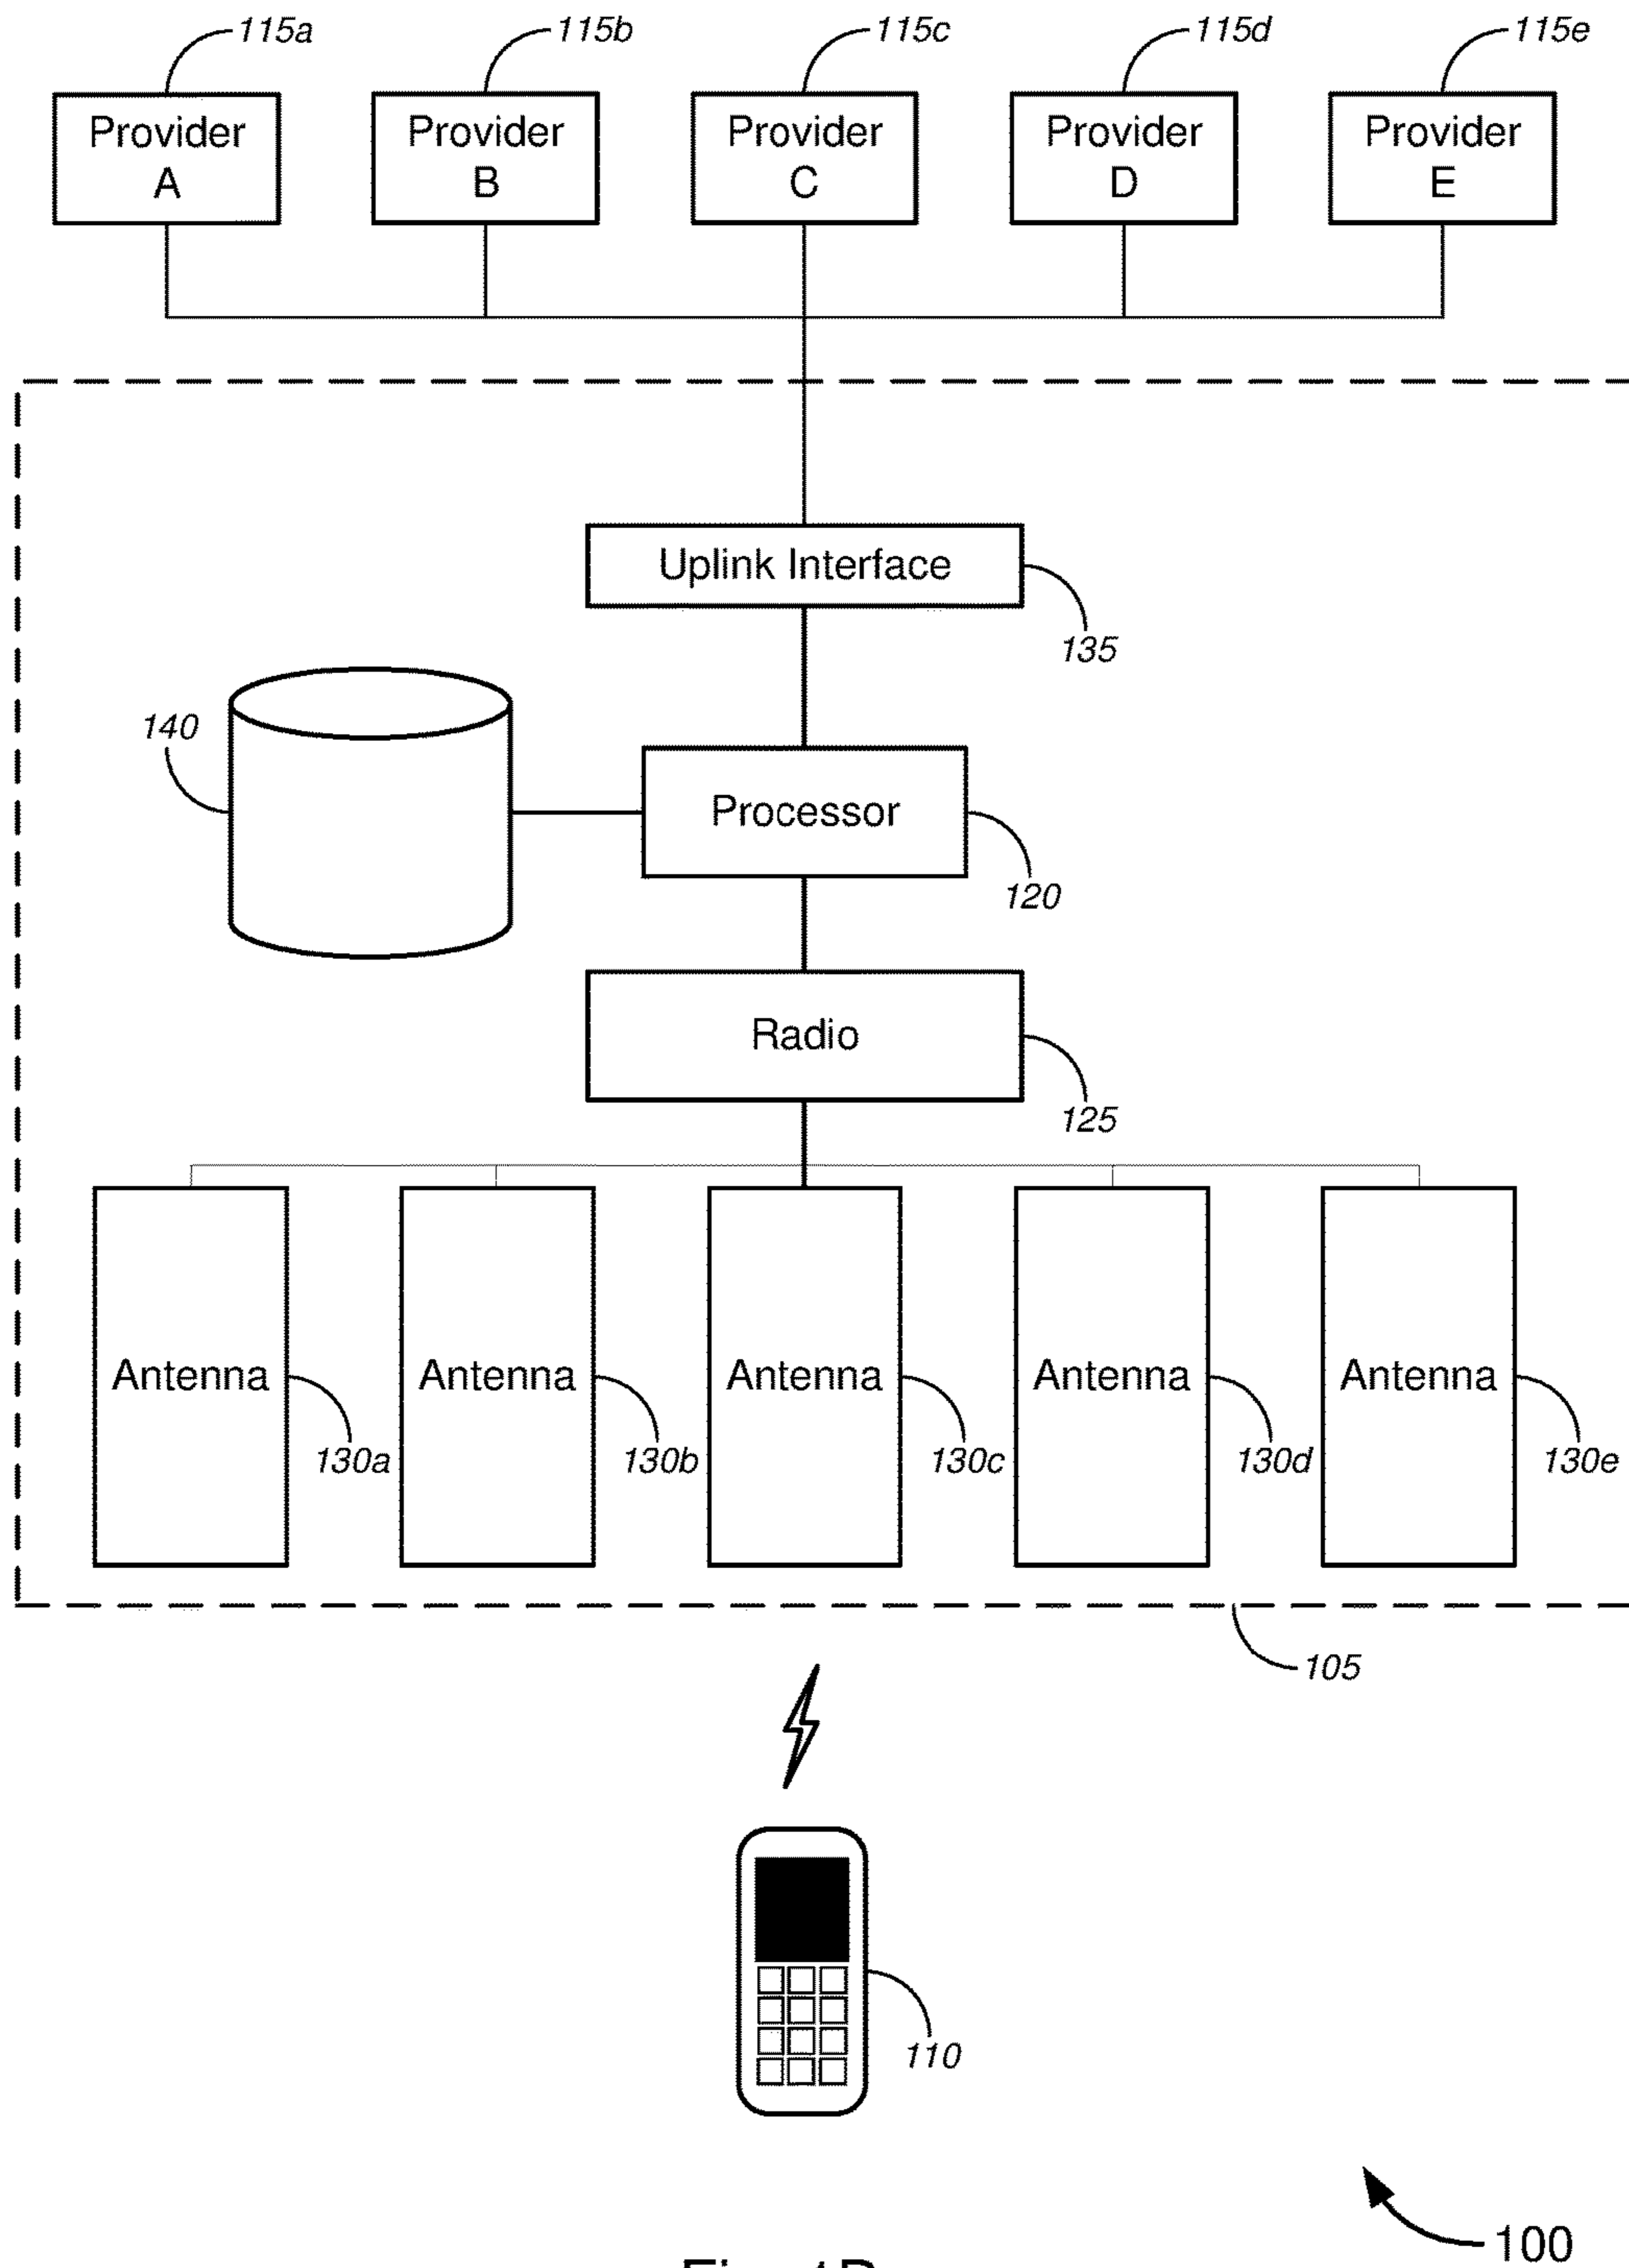 115a 115b 115c 115d 115e
Provider A
Provider B
Provider C
Provider D
Provider E
Uplink Interface
135
140
Processor
120
Radio
125
Antenna Antenna Antenna Antenna Antenna
130a 130b 130c 130d 130e
105
110
100